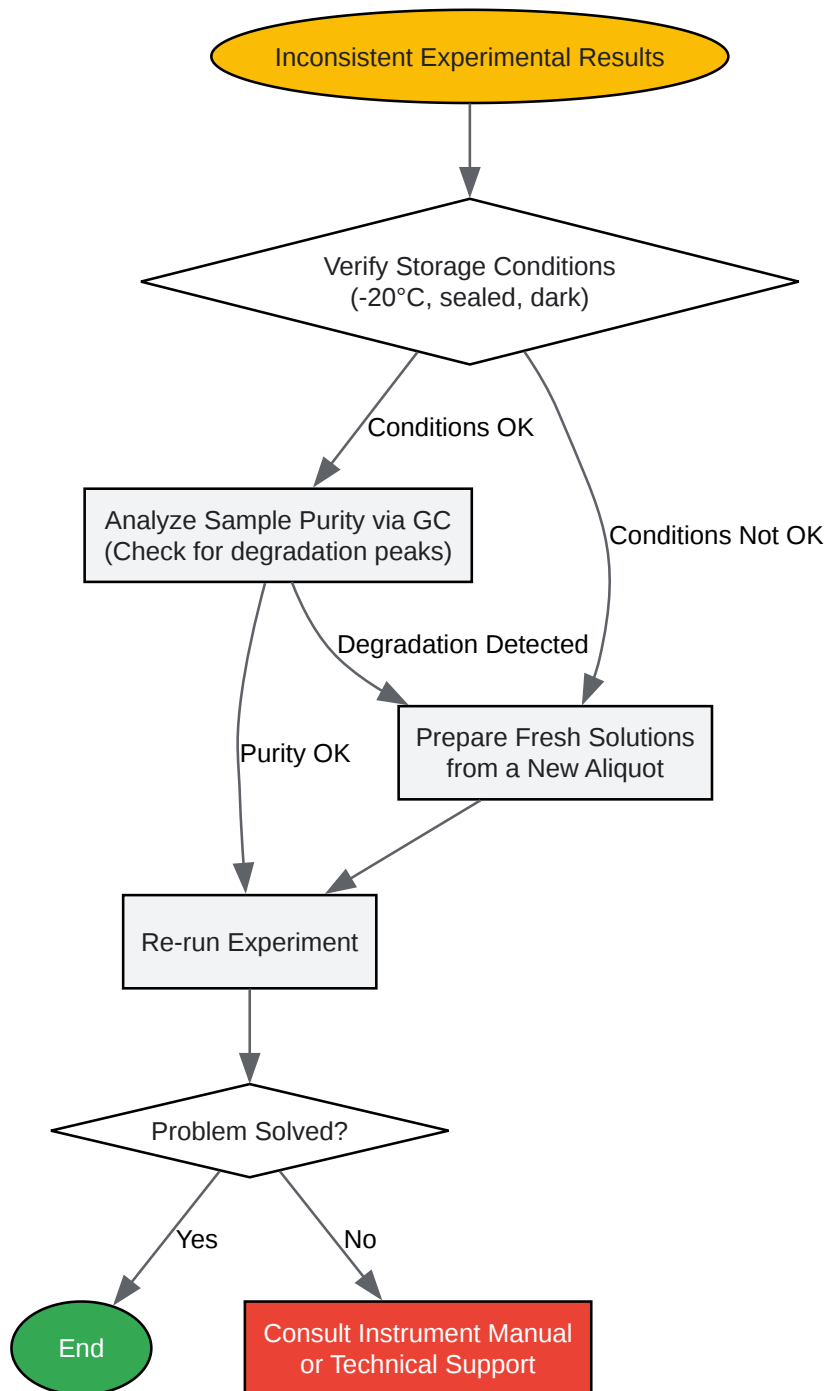 Inconsistent Experimental Results
Verify Storage Conditions
(-20°C, sealed, dark)
Conditions OK
Analyze Sample Purity via GC
(Check for degradation peaks)
Conditions Not OK
Degradation Detected
Prepare Fresh Solutions
from a New Aliquot
Purity OK
Re-run Experiment
Problem Solved?
Yes
No
End
Consult Instrument Manual
or Technical Support